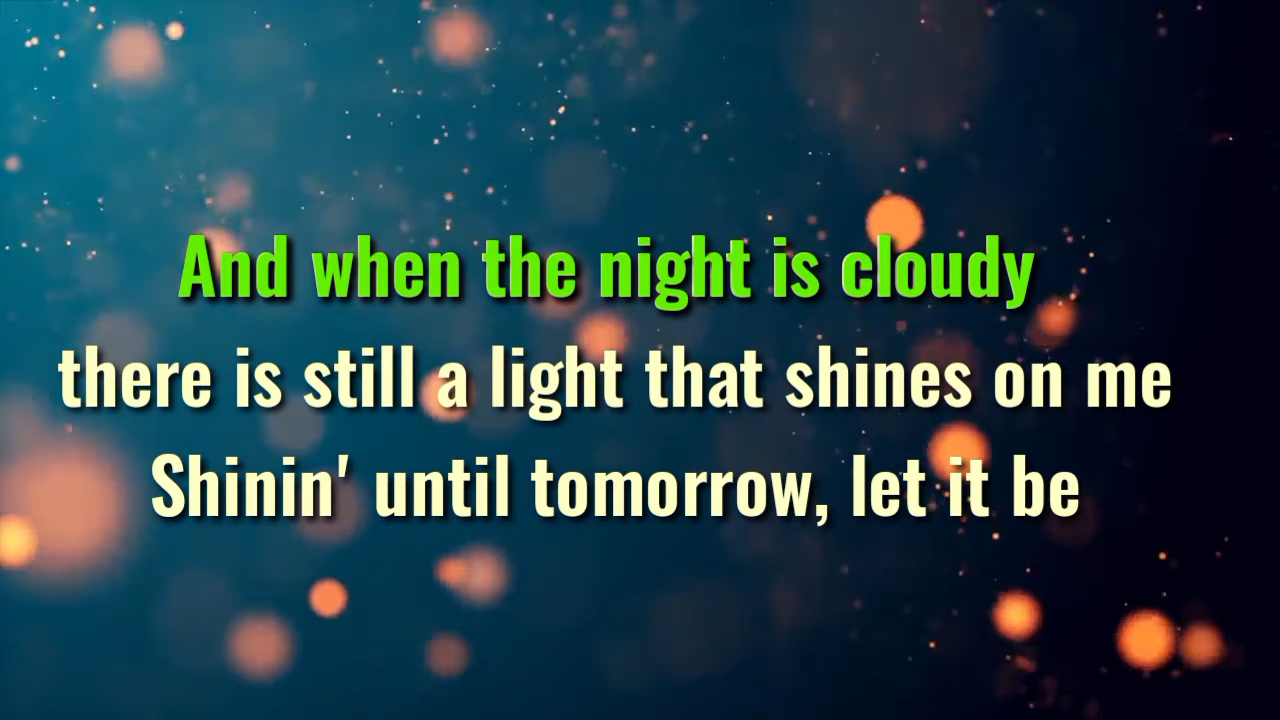 And when the night is cloudy
there is still a light that shines on me
Shinin' until tomorrow, let it be